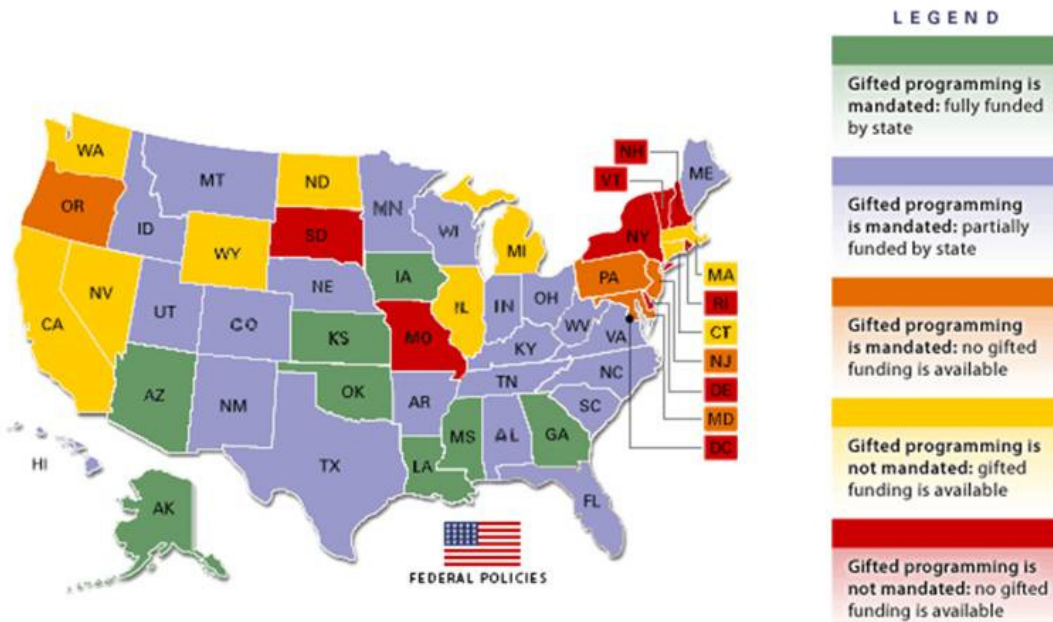 LEGEND
Gifted programming is
mandated: fully funded
by state
Gifted programming
is mandated: partially
funded by state
Gifted programming
is mandated: no gifted
funding is available
Gifted programming is
not mandated: gifted
funding is available
Gifted programming is
not mandated: no gifted
funding is available
WA
OR
CA
NV
ID
MT
WY
UT
CO
AZ
NM
ND
SD
NE
KS
OK
TX
MN
IA
MO
AR
LA
WI
IL
MI
IN
OH
KY
TN
MS
AL
GA
FL
SC
NC
VA
WV
PA
NY
ME
NH
VT
MA
RI
CT
NJ
DE
MD
DC
HI
AK
FEDERAL POLICIES